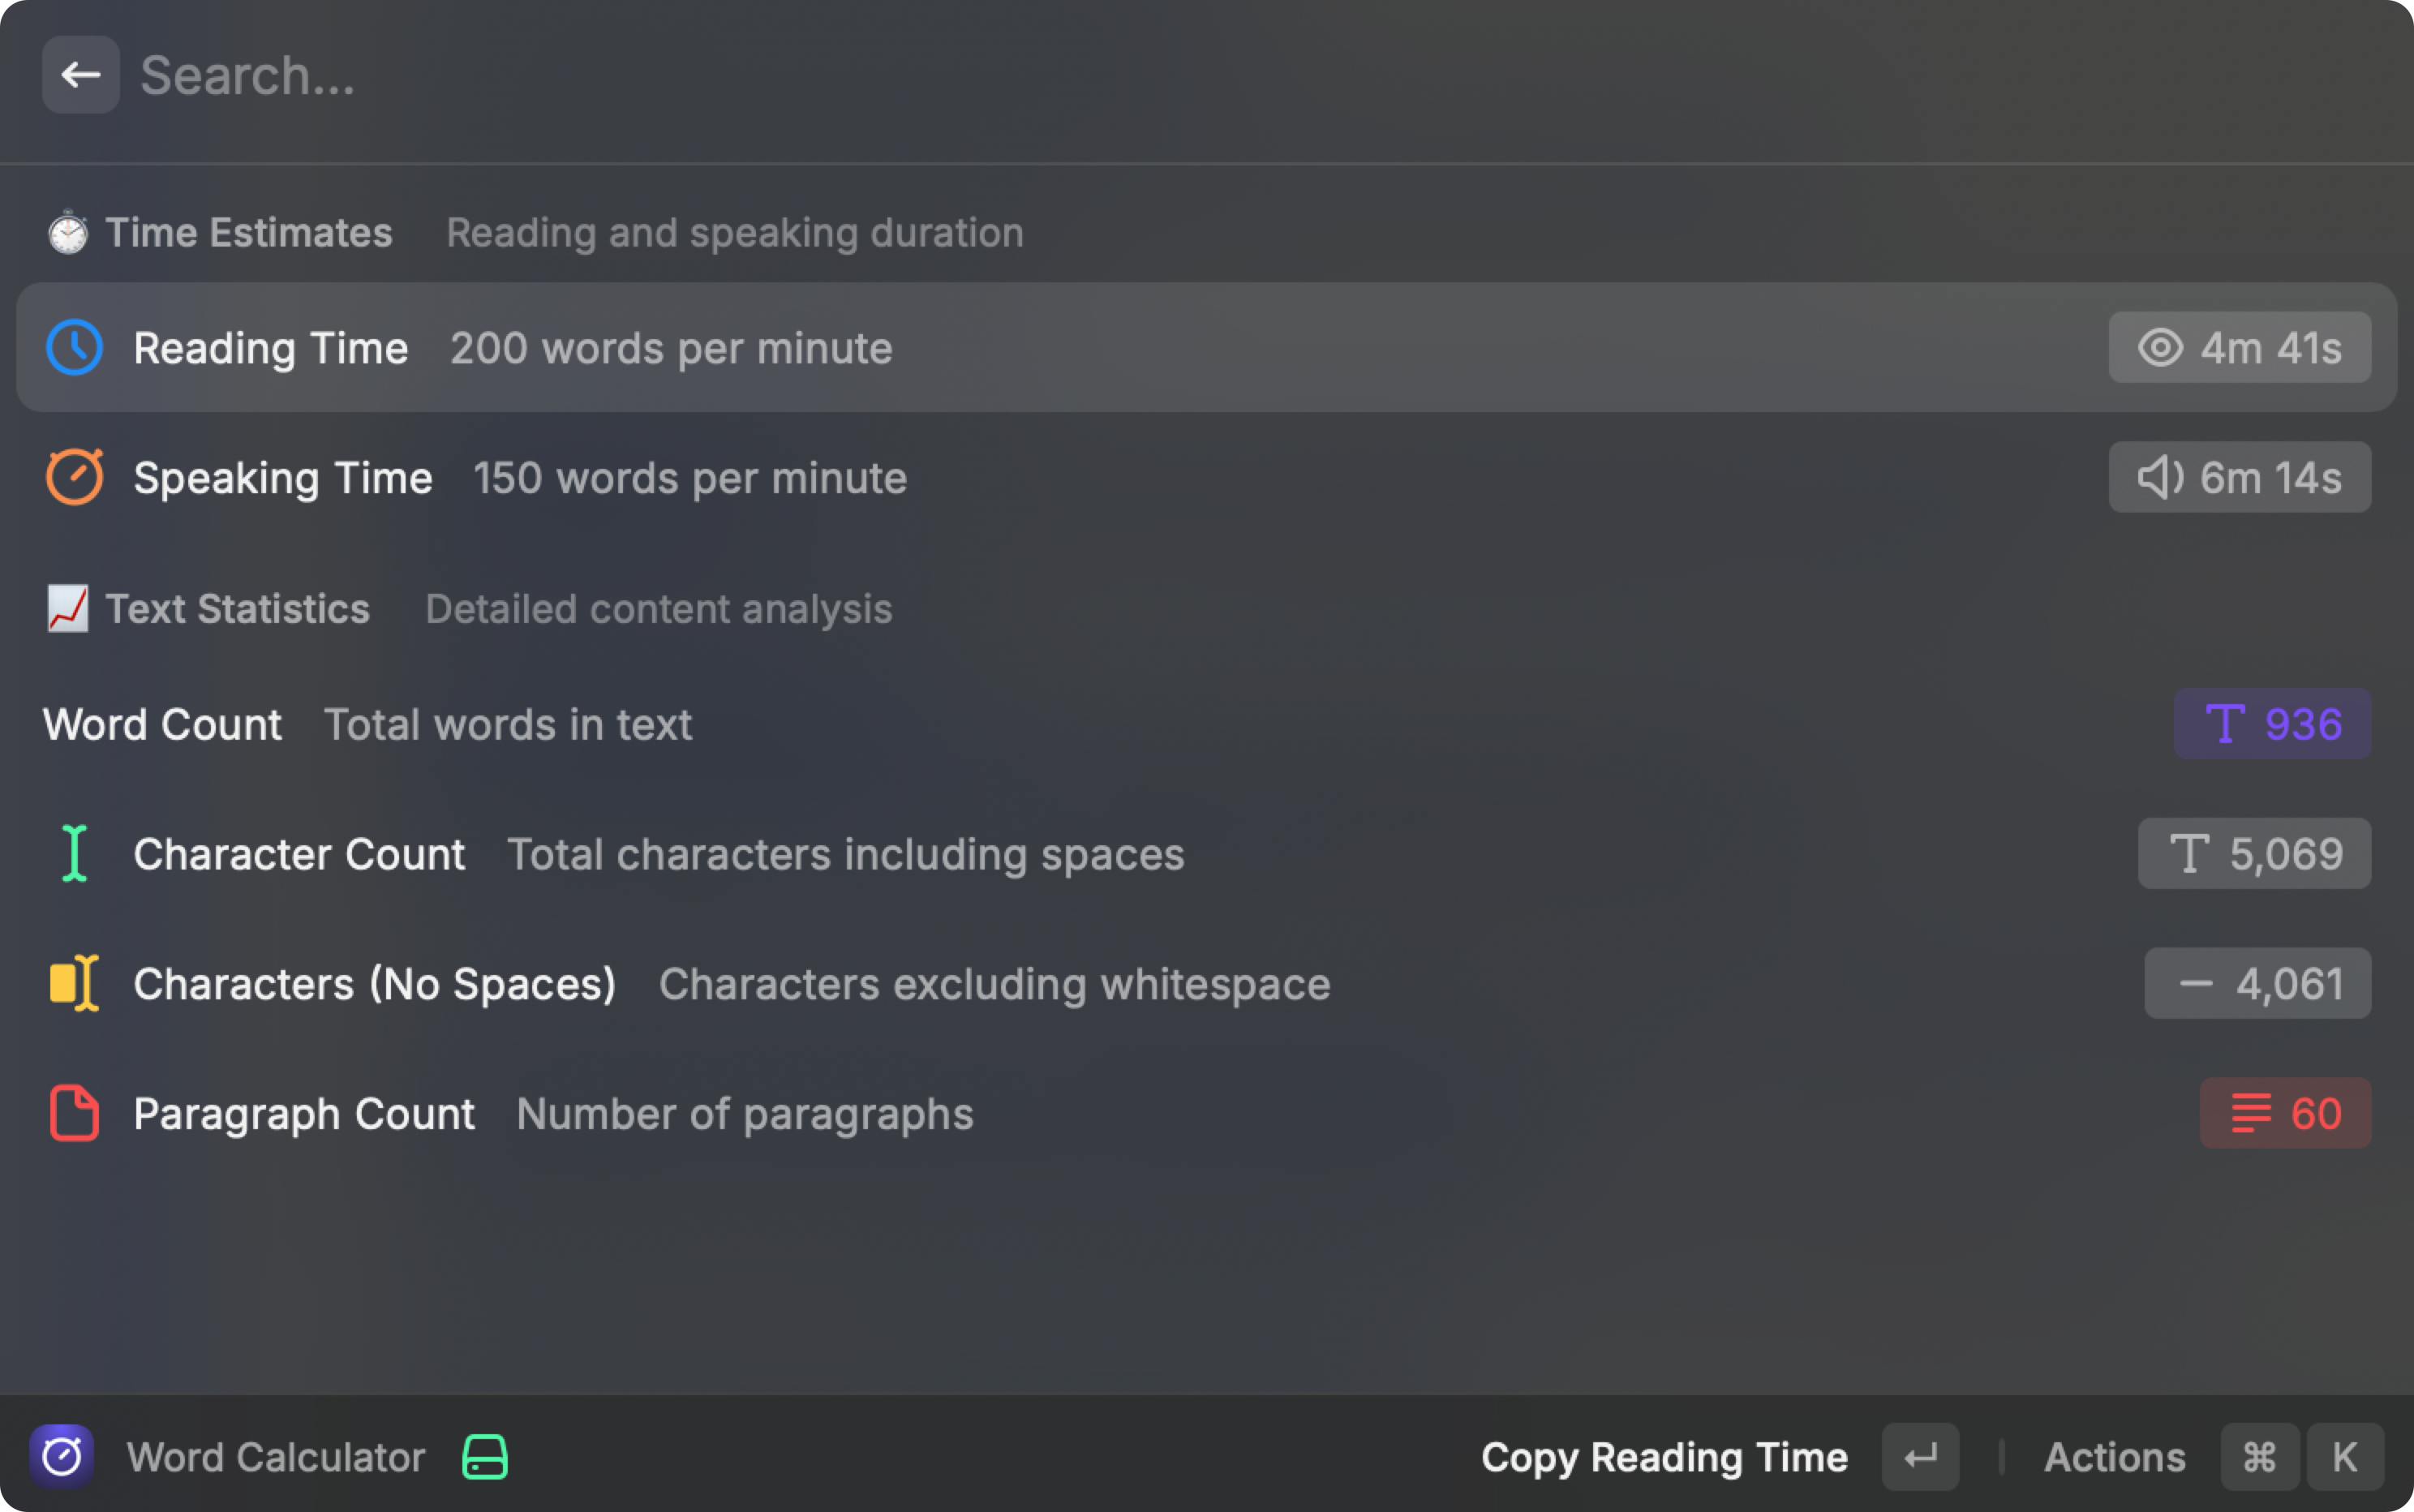 Search...
Time Estimates Reading and speaking duration
Reading Time 200 words per minute 4m 41s
Speaking Time 150 words per minute 6m 14s
Text Statistics Detailed content analysis
Word Count Total words in text T 936
Character Count Total characters including spaces T 5,069
Characters (No Spaces) Characters excluding whitespace 4,061
Paragraph Count Number of paragraphs 60
Word Calculator Copy Reading Time ↵ Actions ⌘ K